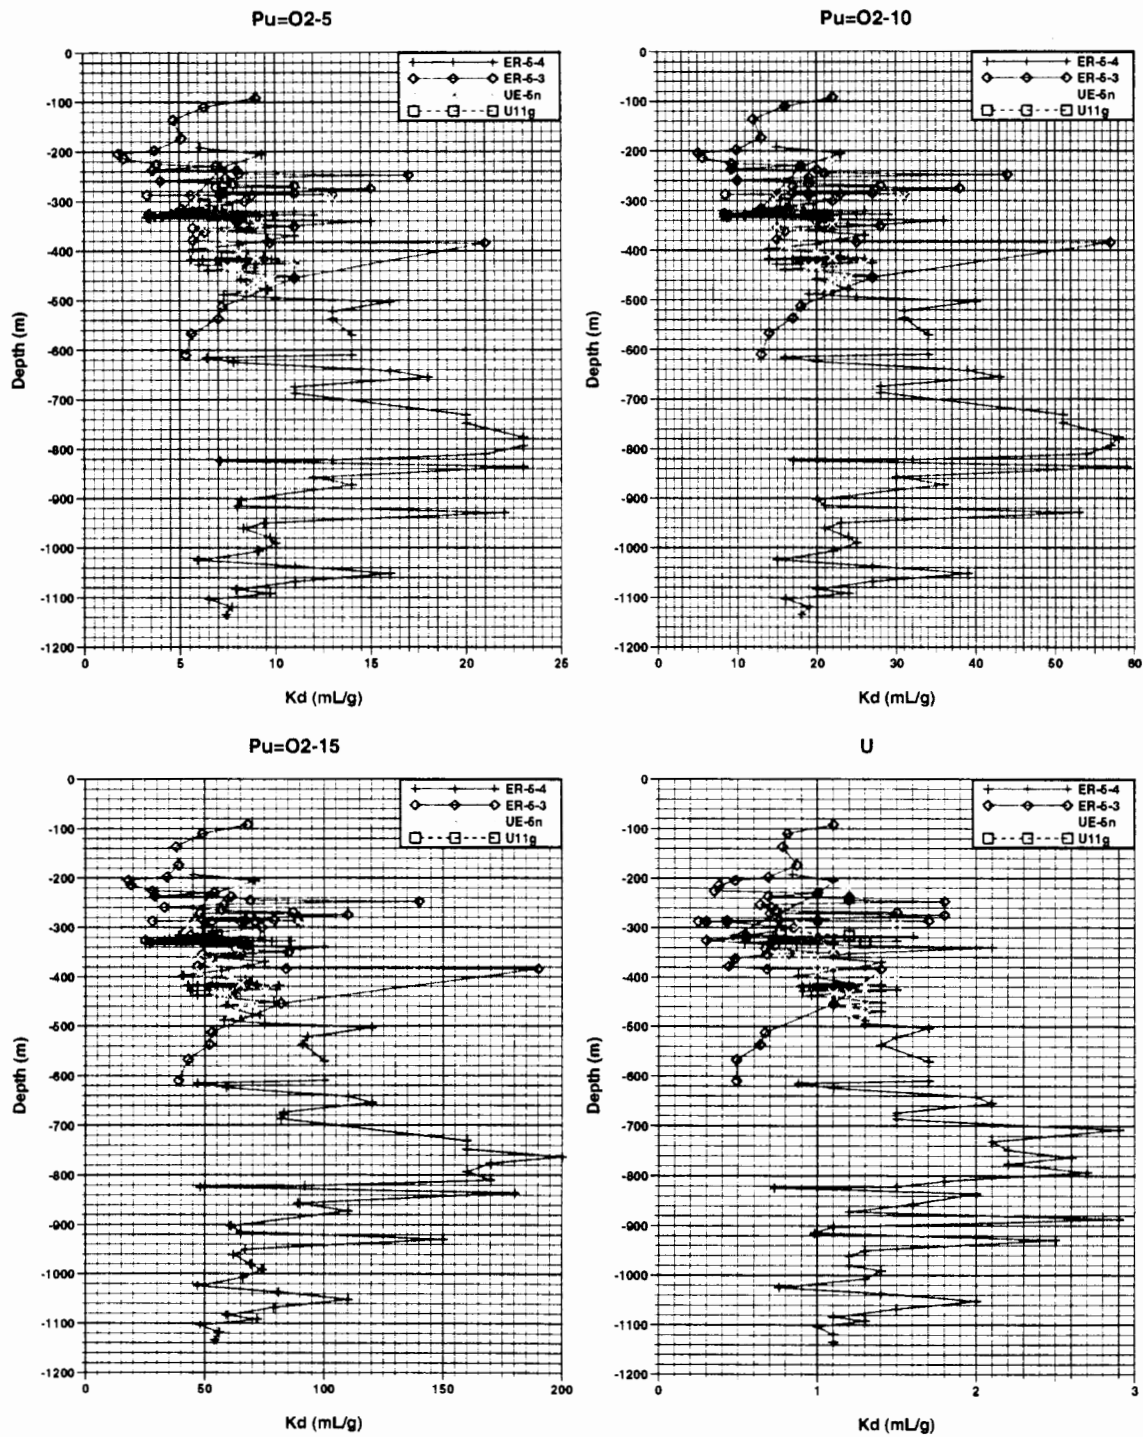 Pu=O2-5
0
-100
-200
-300
-400
-500
-600
-700
-800
-900
-1000
-1100
-1200
Depth (m)
ER-5-4
ER-5-3
UE-5n
U11g
0 5 10 15 20 25
Kd (mL/g)
Pu=O2-10
0
-100
-200
-300
-400
-500
-600
-700
-800
-900
-1000
-1100
-1200
Depth (m)
ER-5-4
ER-5-3
UE-5n
U11g
0 10 20 30 40 50 60
Kd (mL/g)
Pu=O2-15
-0
-100
-200
-300
-400
-500
-600
-700
-800
-900
-1000
-1100
-1200
Depth (m)
ER-5-4
ER-5-3
UE-5n
U11g
0 50 100 150 200
Kd (mL/g)
U
-0
-100
-200
-300
-400
-500
-600
-700
-800
-900
-1000
-1100
-1200
Depth (m)
ER-5-4
ER-5-3
UE-5n
U11g
0 1 2 3
Kd (mL/g)